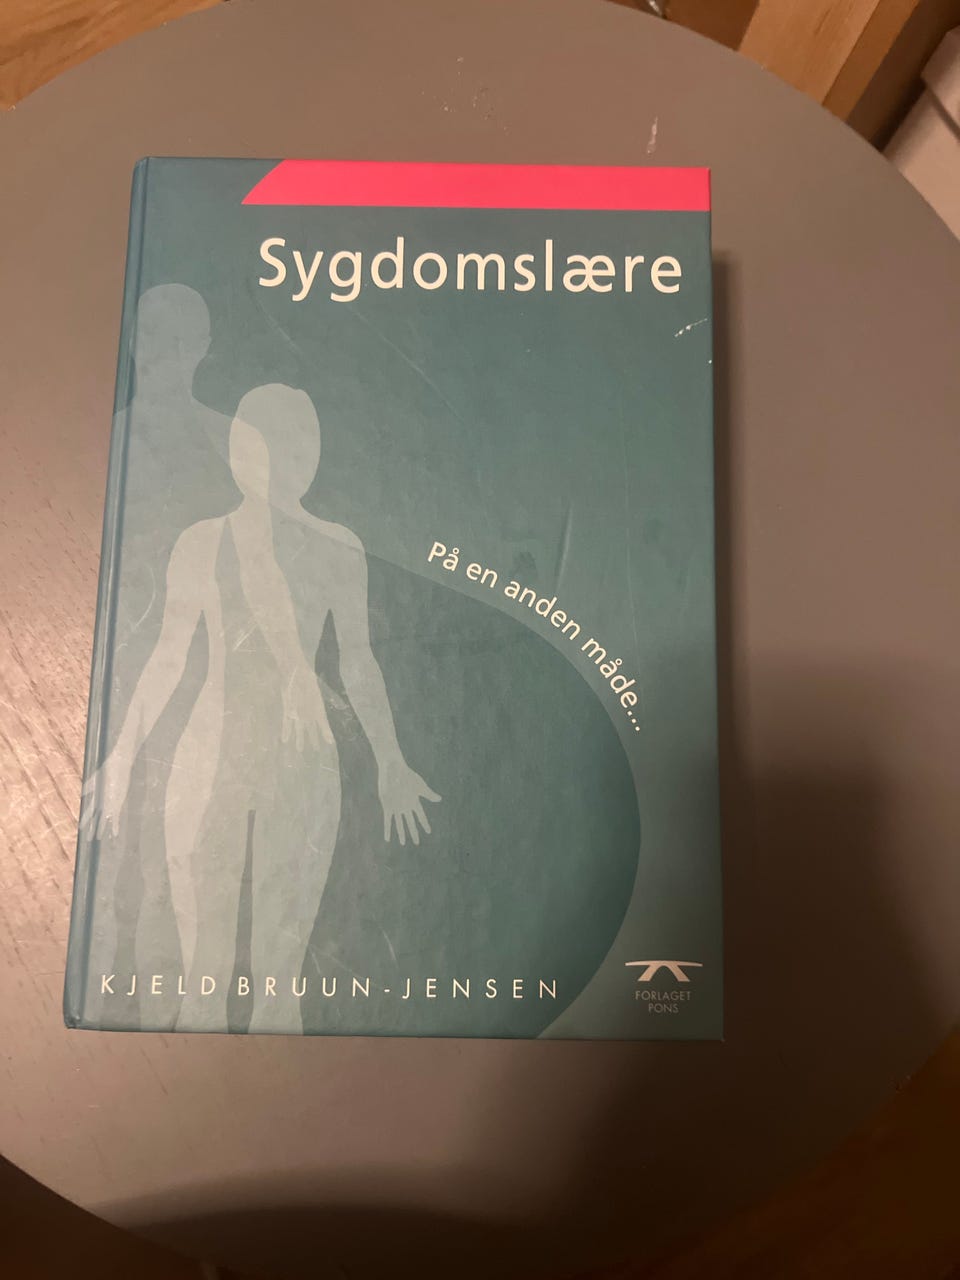 Sygdomslære
På en anden måde...
KJELD BRUUN-JENSEN
FORLAGET
PONS